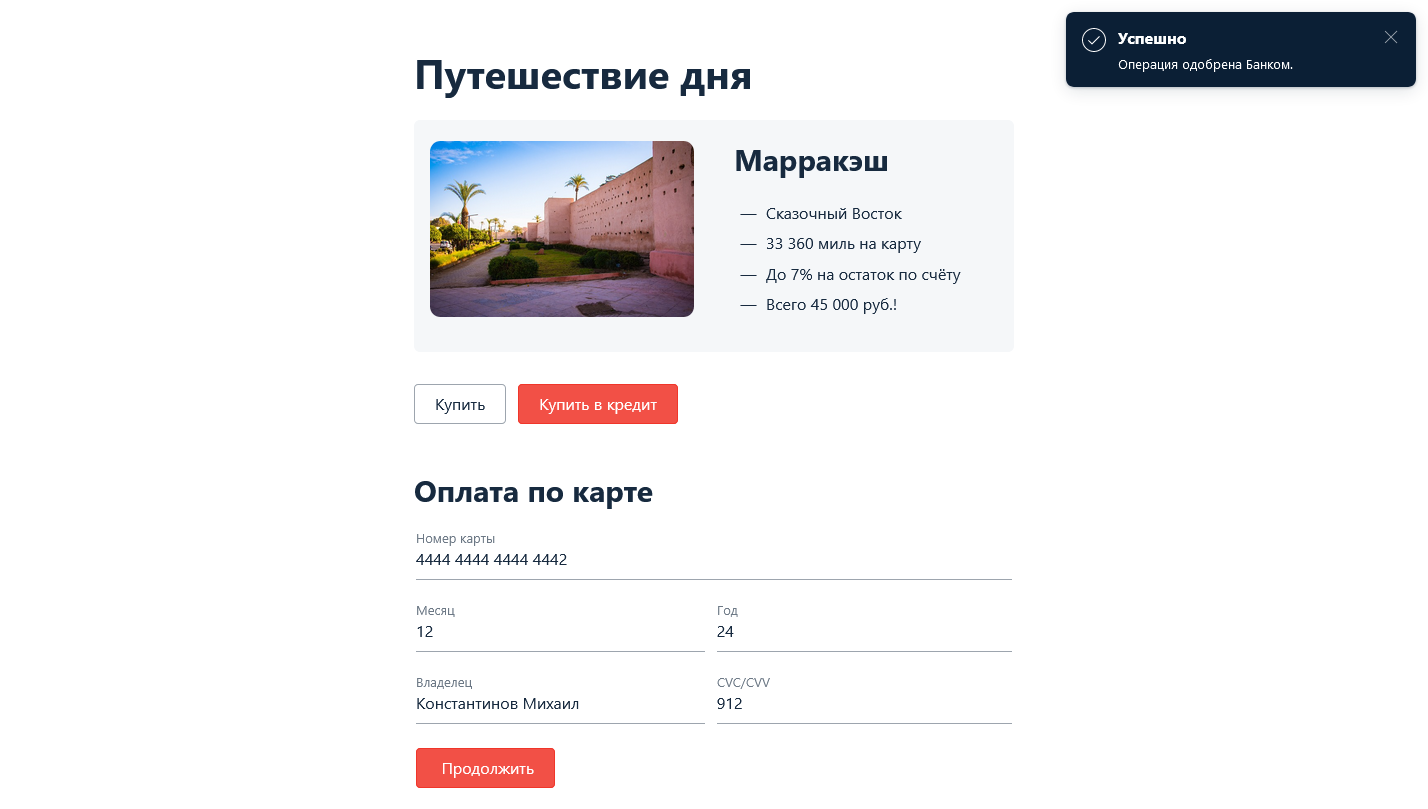 Успешно
Операция одобрена Банком.
Путешествие дня
Марракэш
— Сказочный Восток
— 33 360 миль на карту
— До 7% на остаток по счёту
— Всего 45 000 руб.!
Купить Купить в кредит
Оплата по карте
Номер карты
4444 4444 4444 4442
Месяц Год
12 24
Владелец CVC/CVV
Константинов Михаил 912
Продолжить